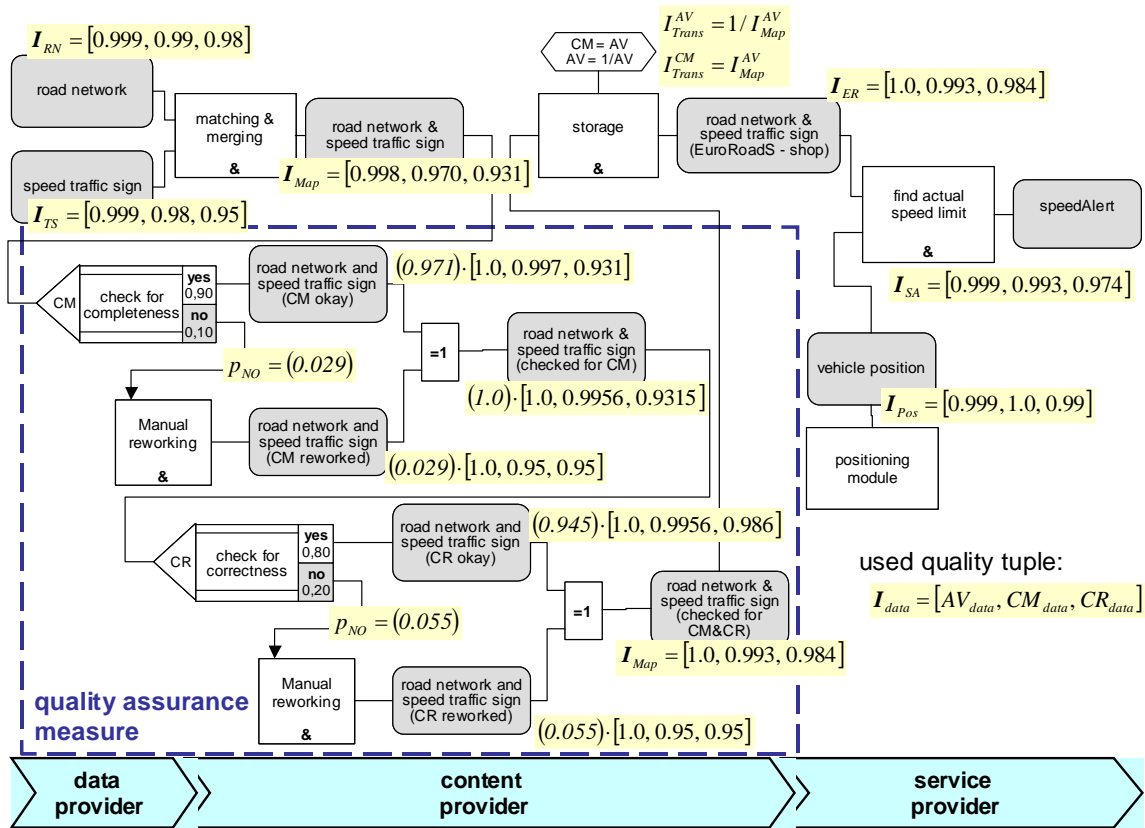 I_RN = [0.999, 0.99, 0.98]
road network
speed traffic sign
I_TS = [0.999, 0.98, 0.95]
matching &
merging
&
road network &
speed traffic sign
I_Map = [0.998, 0.970, 0.931]
CM = AV
AV = 1/AV
I^AV_Trans = 1/ I^AV_Map
I^CM_Trans = I^AV_Map
storage
&
road network &
speed traffic sign
(EuroRoadS - shop)
I_ER = [1.0, 0.993, 0.984]
find actual
speed limit
&
speedAlert
I_SA = [0.999, 0.993, 0.974]
vehicle position
I_Pos = [0.999, 1.0, 0.99]
positioning
module
CM
check for
completeness
yes
0,90
no
0,10
road network and
speed traffic sign
(CM okay)
(0.971)·[1.0, 0.997, 0.931]
p_NO = (0.029)
Manual
reworking
&
road network and
speed traffic sign
(CM reworked)
(0.029)·[1.0, 0.95, 0.95]
=1
road network &
speed traffic sign
(checked for CM)
(1.0)·[1.0, 0.9956, 0.9315]
CR
check for
correctness
yes
0,80
no
0,20
road network and
speed traffic sign
(CR okay)
(0.945)·[1.0, 0.9956, 0.986]
p_NO = (0.055)
Manual
reworking
&
road network and
speed traffic sign
(CR reworked)
(0.055)·[1.0, 0.95, 0.95]
=1
road network &
speed traffic sign
(checked for
CM&CR)
I_Map = [1.0, 0.993, 0.984]
used quality tuple:
I_data = [AV_data, CM_data, CR_data]
quality assurance
measure
data
provider
content
provider
service
provider